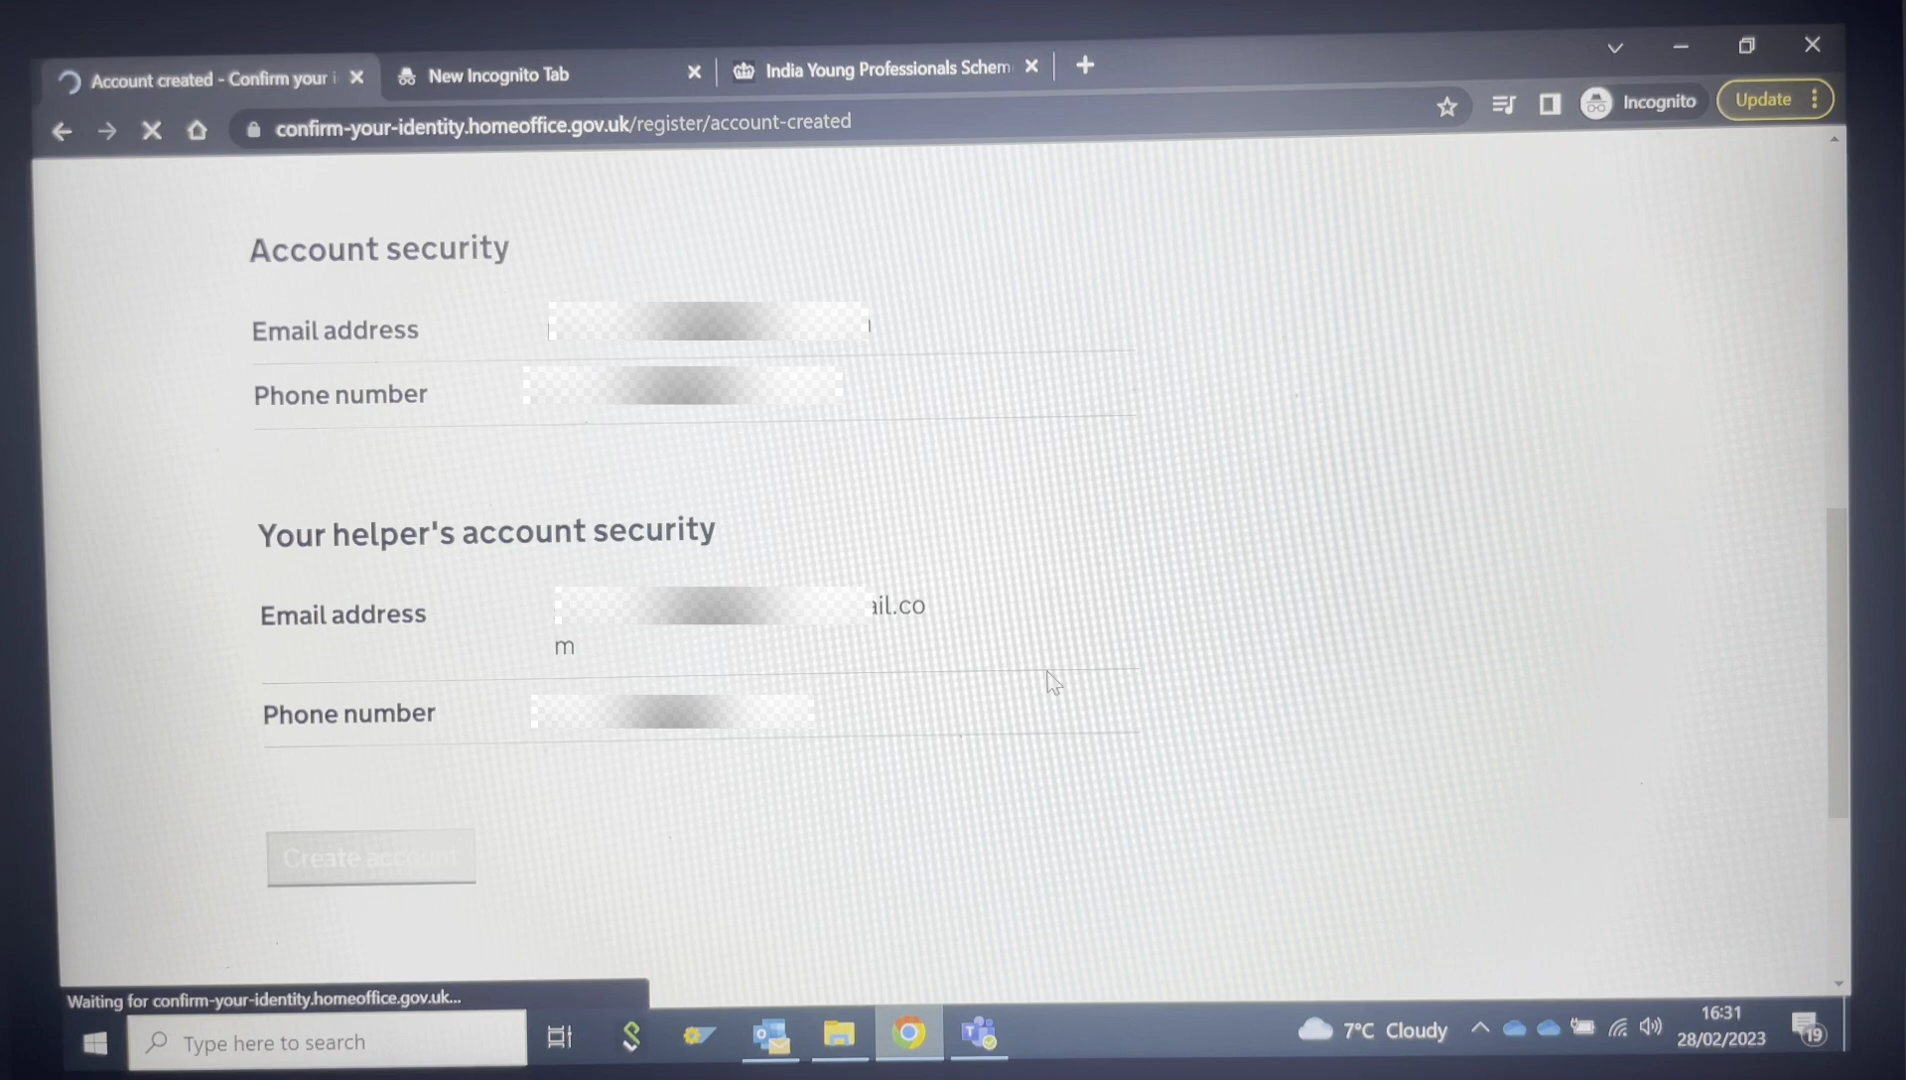 Account created - Confirm your i
New Incognito Tab
India Young Professionals Schem
confirm-your-identity.homeoffice.gov.uk/register/account-created
Incognito
Update
Account security
Email address
Phone number
Your helper's account security
Email address
ail.co
m
Phone number
Create account
Waiting for confirm-your-identity.homeoffice.gov.uk...
Type here to search
7°C Cloudy
16:31
28/02/2023
19